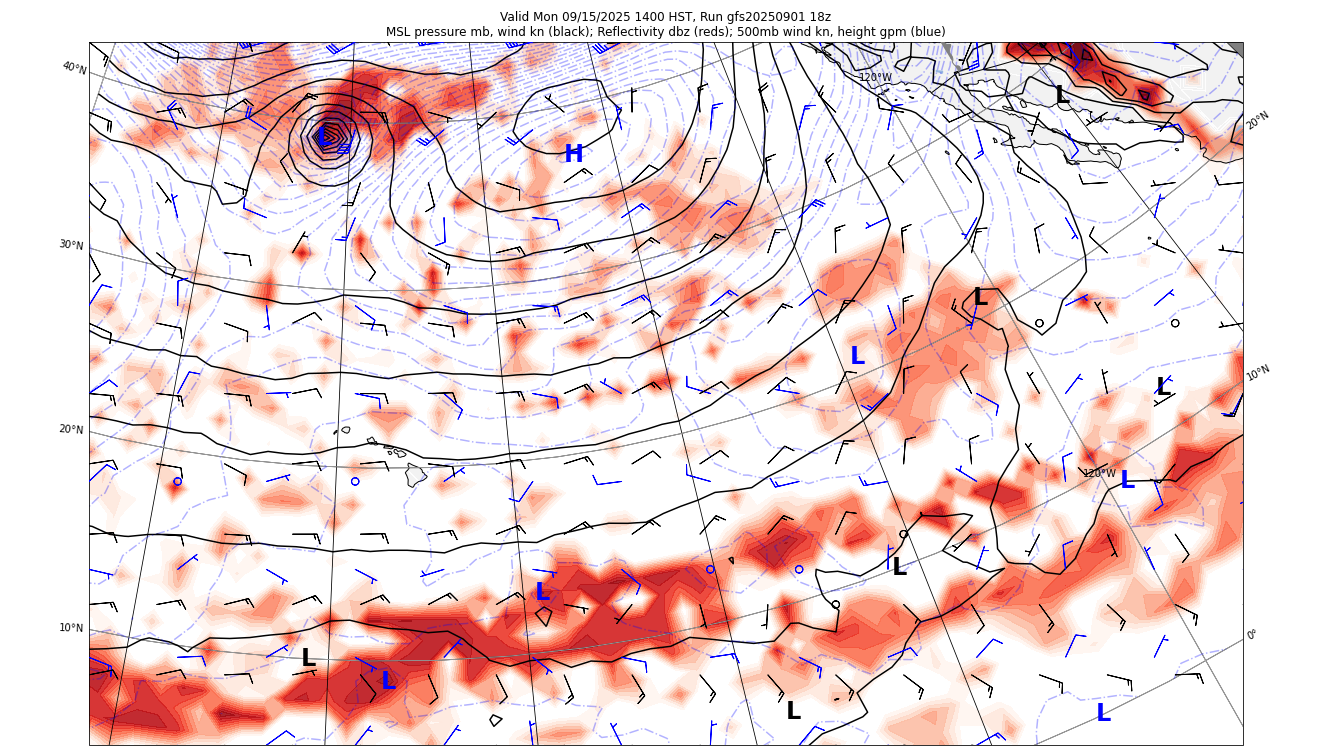 Valid Mon 09/15/2025 1400 HST, Run gfs20250901 18z
MSL pressure mb, wind kn (black); Reflectivity dbz (reds); 500mb wind kn, height gpm (blue)
40°N
120°W
L
20°N
L
H
30°N
L
L
10°N
L
20°N
120°W
L
L
L
10°N
0°
L
L
L
L